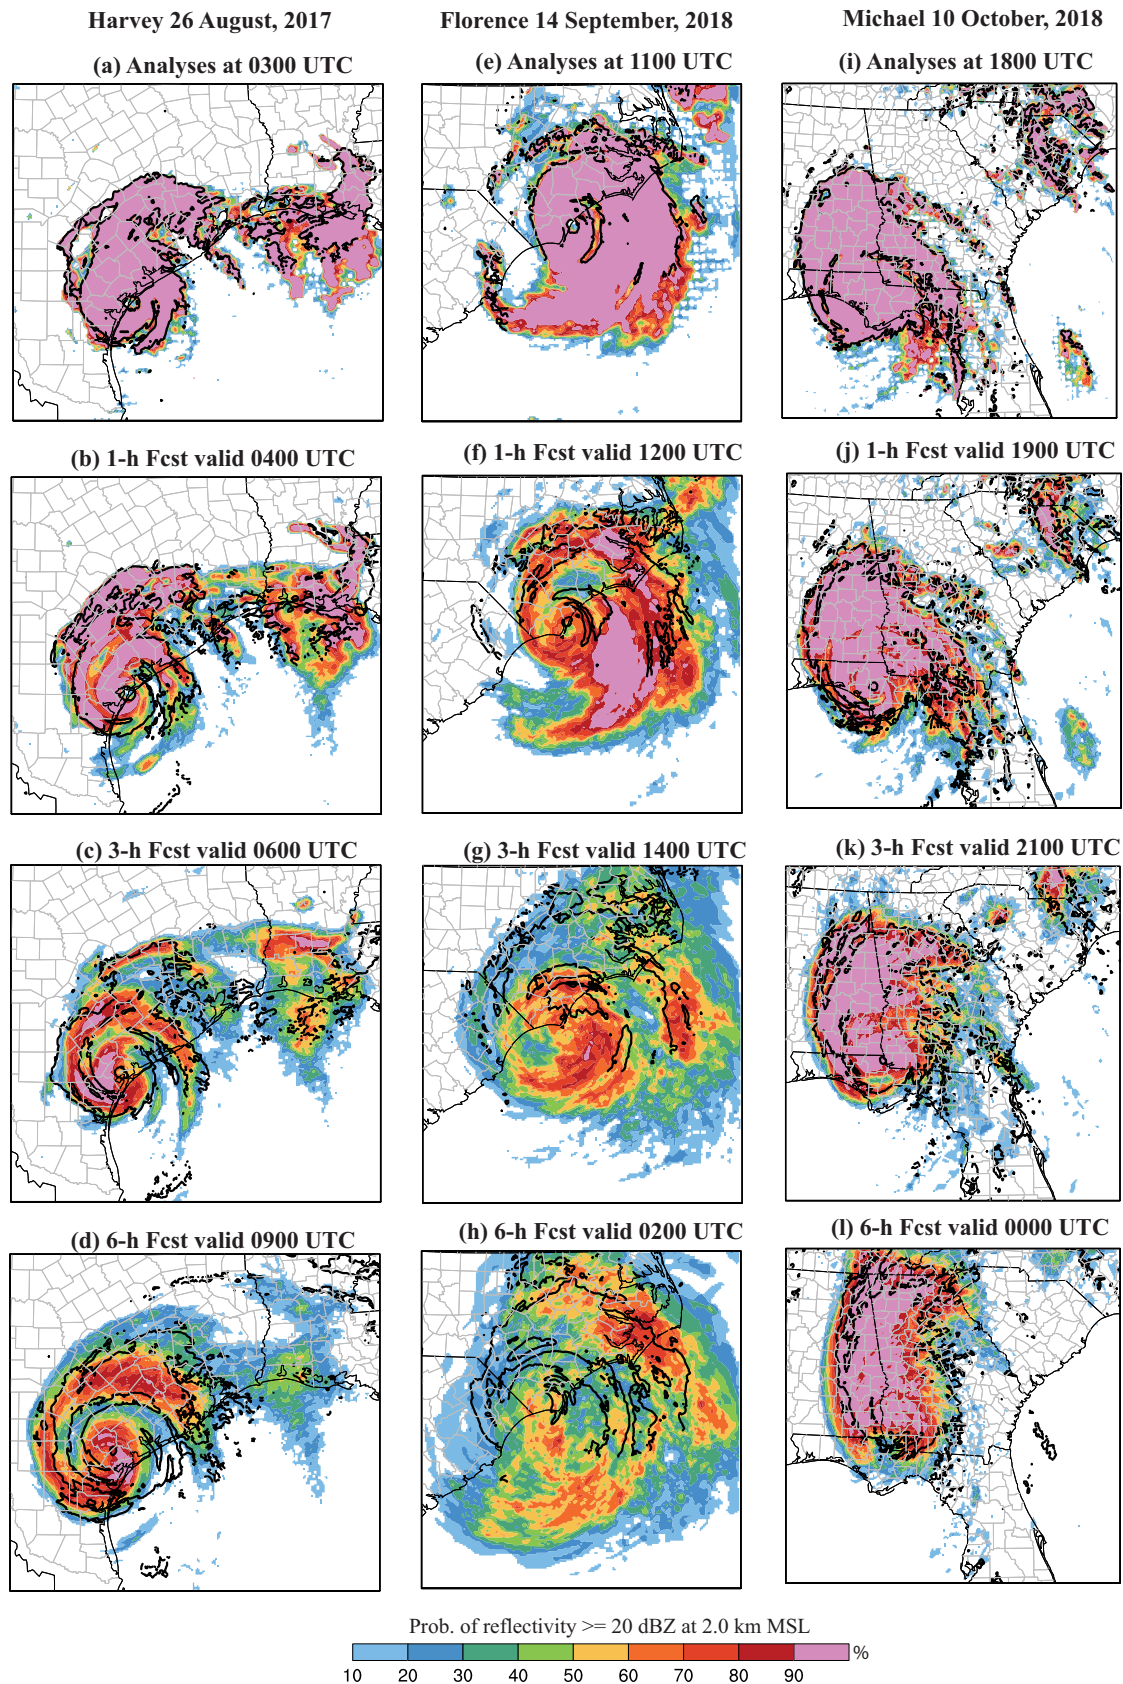 Harvey 26 August, 2017
Florence 14 September, 2018
Michael 10 October, 2018
(a) Analyses at 0300 UTC
(e) Analyses at 1100 UTC
(i) Analyses at 1800 UTC
(b) 1-h Fcst valid 0400 UTC
(f) 1-h Fcst valid 1200 UTC
(j) 1-h Fcst valid 1900 UTC
(c) 3-h Fcst valid 0600 UTC
(g) 3-h Fcst valid 1400 UTC
(k) 3-h Fcst valid 2100 UTC
(d) 6-h Fcst valid 0900 UTC
(h) 6-h Fcst valid 0200 UTC
(l) 6-h Fcst valid 0000 UTC
Prob. of reflectivity >= 20 dBZ at 2.0 km MSL
%
10 20 30 40 50 60 70 80 90